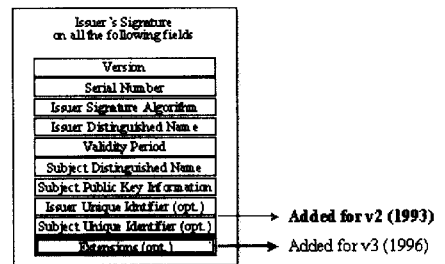 Issuer's Signature
on all the following fields
Version
Serial Number
Issuer Signature Algorithm
Issuer Distinguished Name
Validity Period
Subject Distinguished Name
Subject Public Key Information
Issuer Unique Idntifier (opt.)
Subject Unique Identifier (opt.)
Extensions (opt.)
Added for v2 (1993)
Added for v3 (1996)